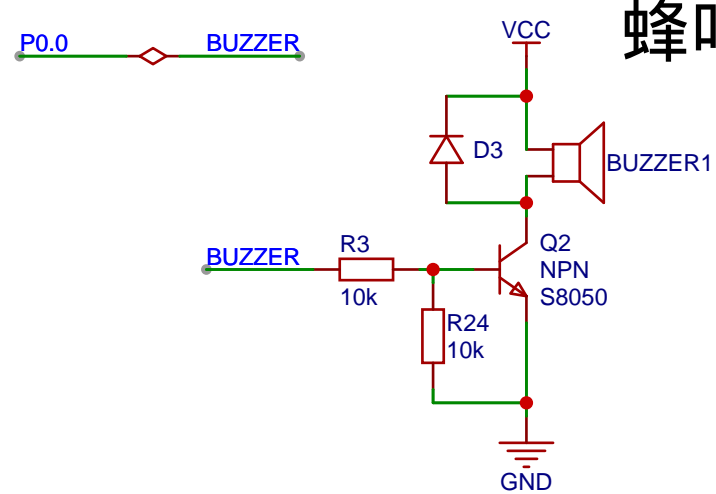 P0.0
BUZZER
VCC
蜂
D3
BUZZER1
BUZZER
R3
10k
Q2
NPN
S8050
R24
10k
GND